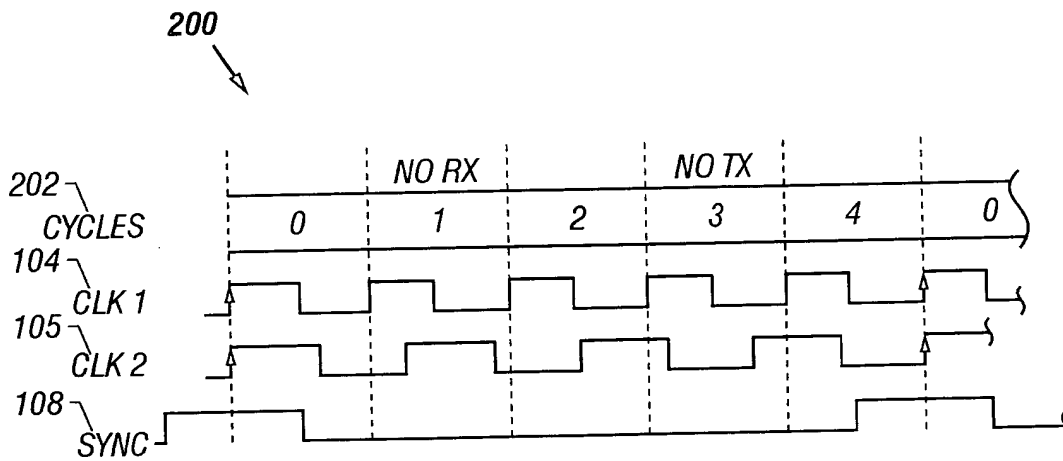 200
NO RX NO TX
202
CYCLES 0 1 2 3 4 0
104
CLK 1
105
CLK 2
108
SYNC